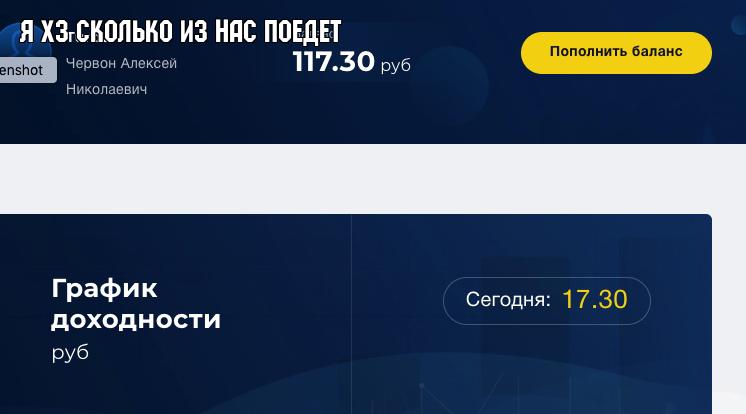 Я ХЗ СКОЛЬКО ИЗ НАС ПОЕДЕТ
enshot
Червон Алексей
Николаевич
117.30 руб
Пополнить баланс
График
доходности
руб
Сегодня: 17.30